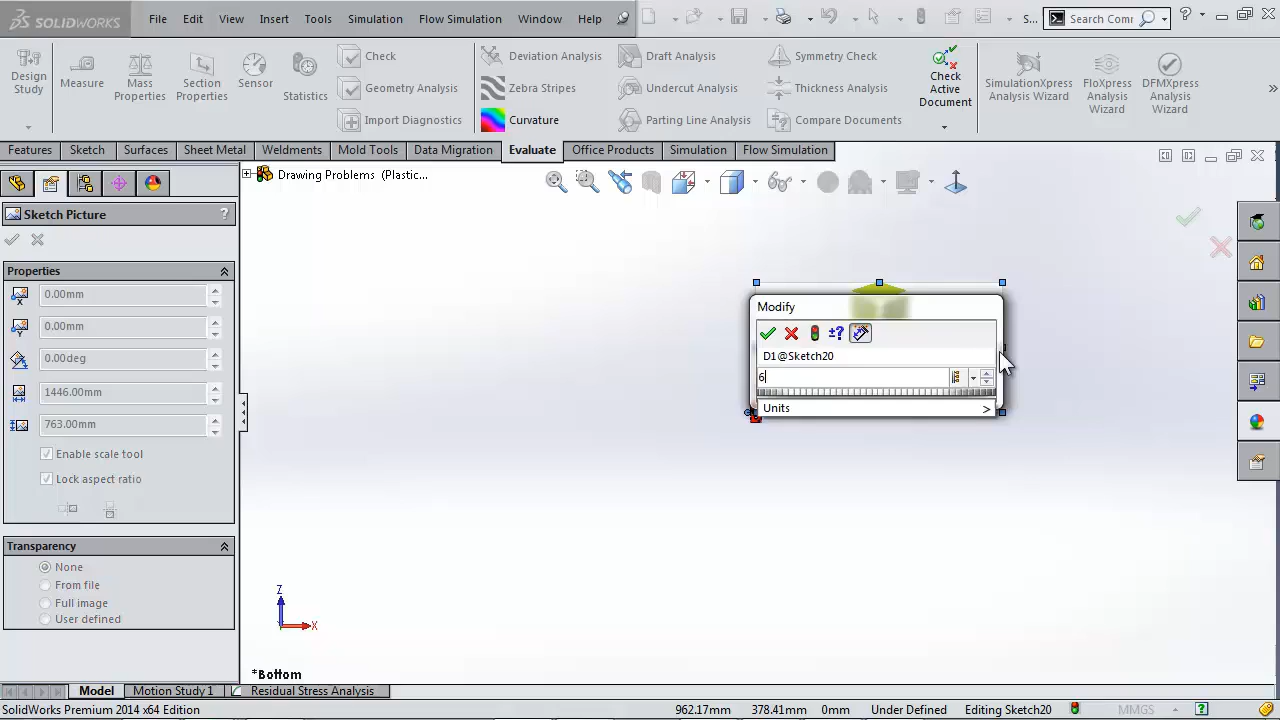 SOLIDWORKS File Edit View Insert Tools Simulation Flow Simulation Window Help S... Search Comm ?
Design Study
Measure
Mass Properties
Section Properties
Sensor
Statistics
Check
Geometry Analysis
Import Diagnostics
Deviation Analysis
Zebra Stripes
Curvature
Draft Analysis
Undercut Analysis
Parting Line Analysis
Symmetry Check
Thickness Analysis
Compare Documents
Check Active Document
SimulationXpress Analysis Wizard
FloXpress Analysis Wizard
DFMXpress Analysis Wizard
Features Sketch Surfaces Sheet Metal Weldments Mold Tools Data Migration Evaluate Office Products Simulation Flow Simulation
Drawing Problems (Plastic...
Sketch Picture ?
Properties
0.00mm
0.00mm
0.00deg
1446.00mm
763.00mm
Enable scale tool
Lock aspect ratio
Transparency
None
From file
Full image
User defined
Modify
±?
D1@Sketch20
6
Units >
Z
X
*Bottom
Model Motion Study 1 Residual Stress Analysis
SolidWorks Premium 2014 x64 Edition 962.17mm 378.41mm 0mm Under Defined Editing Sketch20 MMGS ?